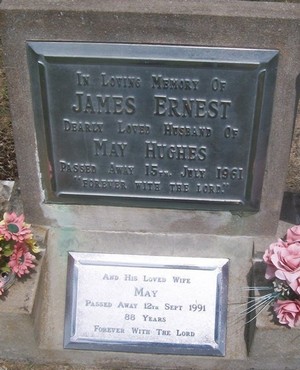 In Loving Memory Of
JAMES ERNEST
Dearly Loved Husband Of
May Hughes
Passed Away 15TH July 1961
"Forever With The Lord."
And His Loved Wife
May
Passed Away 12th Sept 1991
88 Years
Forever With The Lord